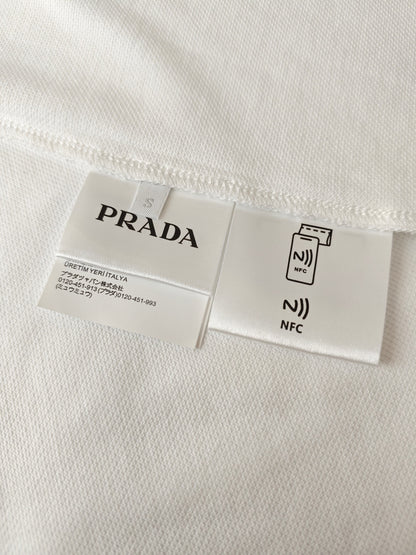 S
PRADA
ÜRETİM YERİ İTALYA
プラダジャパン株式会社
0120-451-913 (プラダ)0120-451-993
(ミュウミュウ)
NFC
NFC